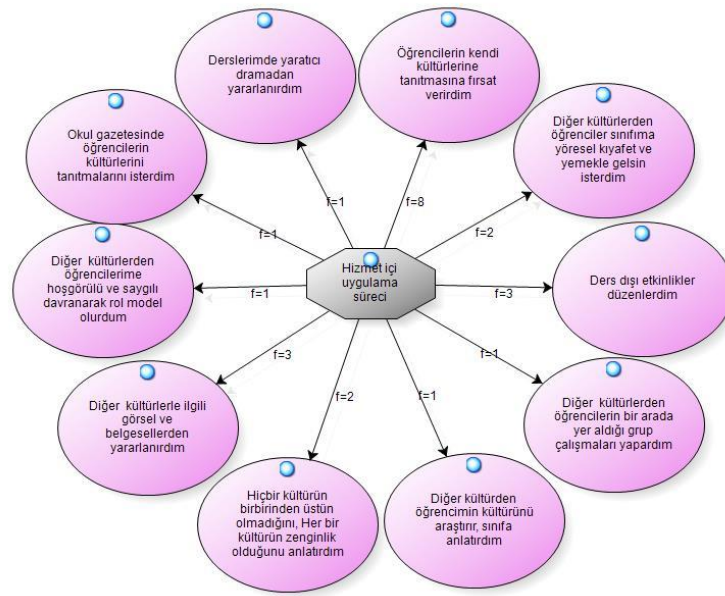 Derslerimde yaratıcı
dramadan
yararlanırdım
Öğrencilerin kendi
kültürlerine
tanıtmasına fırsat
verirdim
Okul gazetesinde
öğrencilerin
kültürlerini
tanıtmalarını isterdim
Diğer kültürlerden
öğrenciler sınıfıma
yöresel kıyafet ve
yemekle gelsin
isterdim
f=1
f=8
f=1
f=2
Diğer kültürlerden
öğrencilerime
hoşgörülü ve saygılı
davranarak rol model
olurdum
f=1
Hizmet içi
uygulama
süreci
f=3
Ders dışı etkinlikler
düzenlerdim
f=3
f=2
f=1
f=1
Diğer kültürlerle ilgili
görsel ve
belgesellerden
yararlanırdım
Diğer kültürlerden
öğrencilerin bir arada
yer aldığı grup
çalışmaları yapardım
Hiçbir kültürün
birbirinden üstün
olmadığını, Her bir
kültürün zenginlik
olduğunu anlatırdım
Diğer kültürden
öğrencimin kültürünü
araştırır, sınıfa
anlatırdım